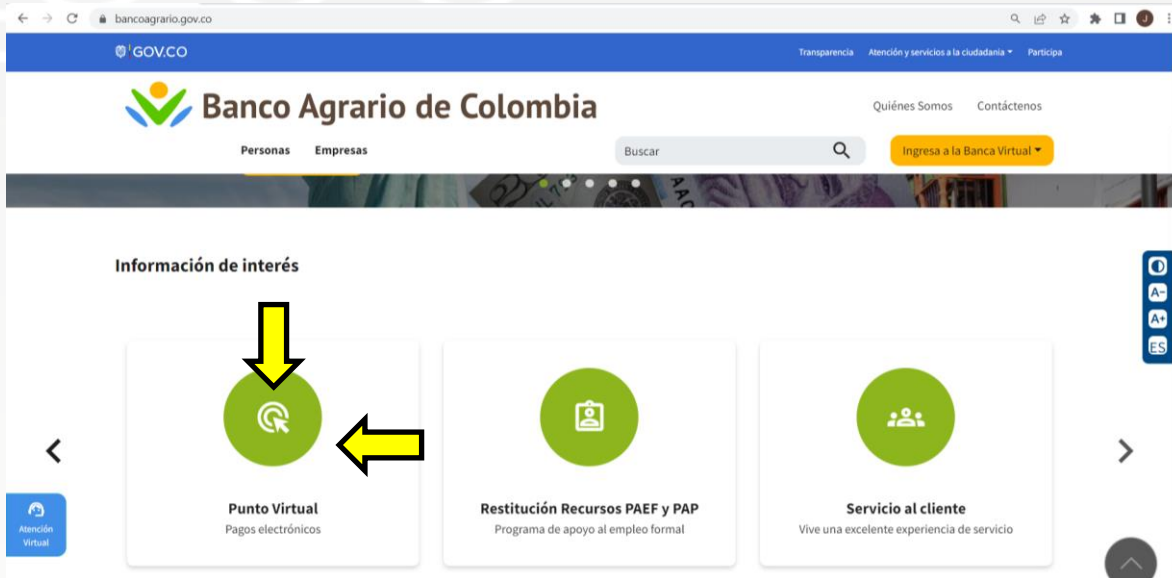 bancoagrario.gov.co
J
GOV.CO
Transparencia Atención y servicios a la ciudadanía Participa
Banco Agrario de Colombia
Quiénes Somos Contáctenos
Personas Empresas
Buscar
Ingresa a la Banca Virtual
Información de interés
A-
A+
ES
Punto Virtual
Pagos electrónicos
Restitución Recursos PAEF y PAP
Programa de apoyo al empleo formal
Servicio al cliente
Vive una excelente experiencia de servicio
Atención
Virtual